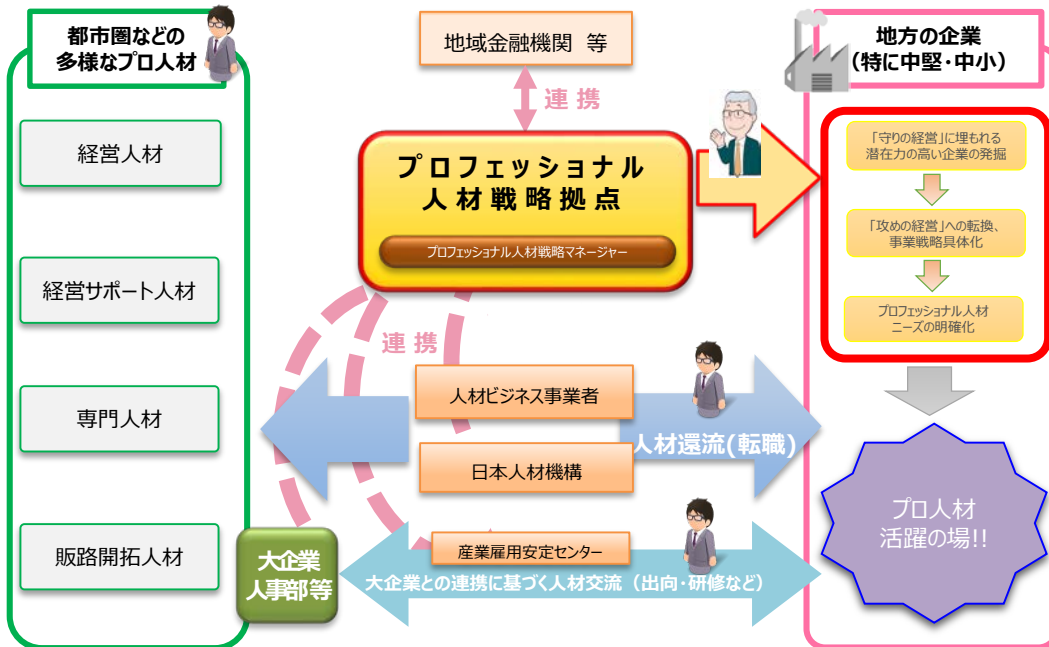 都市圏などの
多様なプロ人材
経営人材
経営サポート人材
専門人材
販路開拓人材
大企業
人事部等
地域金融機関 等
連携
プロフェッショナル
人材戦略拠点
プロフェッショナル人材戦略マネージャー
連携
人材ビジネス事業者
日本人材機構
人材還流(転職)
産業雇用安定センター
大企業との連携に基づく人材交流（出向・研修など）
地方の企業
（特に中堅・中小）
「守りの経営」に埋もれる
潜在力の高い企業の発掘
「攻めの経営」への転換、
事業戦略具体化
プロフェッショナル人材
ニーズの明確化
プロ人材
活躍の場!!